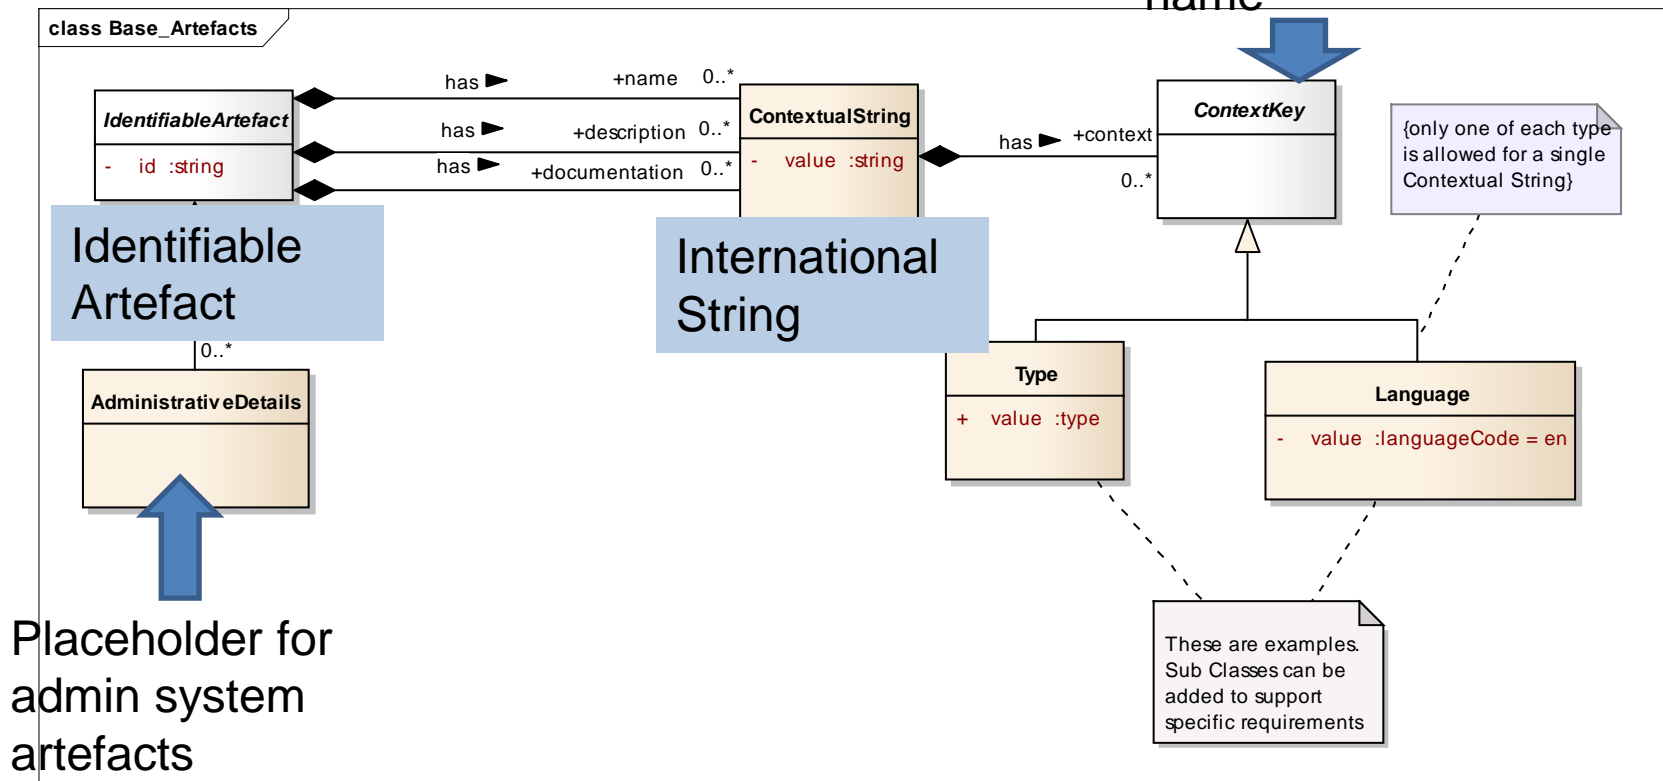 name
class Base_Artefacts
IdentifiableArtefact
- id :string
has
+name 0..*
has
+description 0..*
has
+documentation 0..*
ContextualString
- value :string
has
+context
0..*
ContextKey
{only one of each type
is allowed for a single
Contextual String}
Identifiable
Artefact
International
String
0..*
AdministrativeDetails
Type
+ value :type
Language
- value :languageCode = en
Placeholder for
admin system
artefacts
These are examples.
Sub Classes can be
added to support
specific requirements